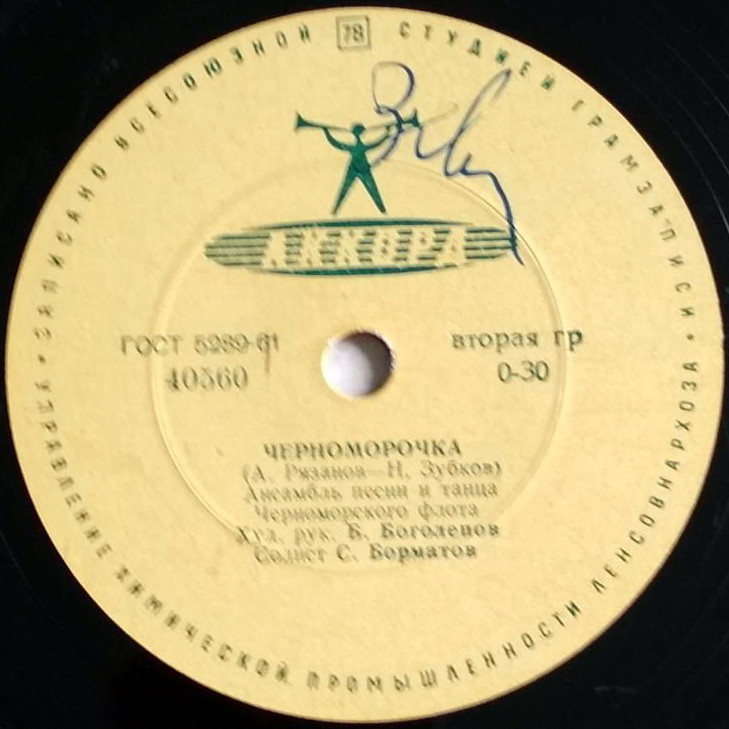 ЗАПИСАНО ВСЕСОЮЗНОЙ 78 СТУДИЕЙ ГРАМЗАПИСИ
АККОРД
ГОСТ 5289-61
40560
вторая гр
0-30
ЧЕРНОМОРОЧКА
(А. Рязанов—Н. Зубков)
Ансамбль песни и танца
Черноморского флота
Худ. рук. Б. Боголепов
Солист С. Борматов
УПРАВЛЕНИЕ ХИМИЧЕСКОЙ ПРОМЫШЛЕННОСТИ ЛЕНСОВНАРХОЗА